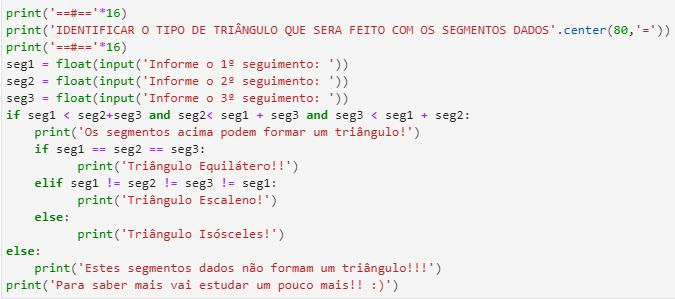 print('==#=='*16)
print('IDENTIFICAR O TIPO DE TRIÂNGULO QUE SERA FEITO COM OS SEGMENTOS DADOS'.center(80,'='))
print('==#=='*16)
seg1 = float(input('Informe o 1º seguimento: '))
seg2 = float(input('Informe o 2º seguimento: '))
seg3 = float(input('Informe o 3º seguimento: '))
if seg1 < seg2+seg3 and seg2< seg1 + seg3 and seg3 < seg1 + seg2:
    print('Os segmentos acima podem formar um triângulo!')
    if seg1 == seg2 == seg3:
          print('Triângulo Equilátero!!')
    elif seg1 != seg2 != seg3 != seg1:
          print('Triângulo Escaleno!')
    else:
          print('Triângulo Isósceles!')
else:
    print('Estes segmentos dados não formam um triângulo!!!')
print('Para saber mais vai estudar um pouco mais!! :)')